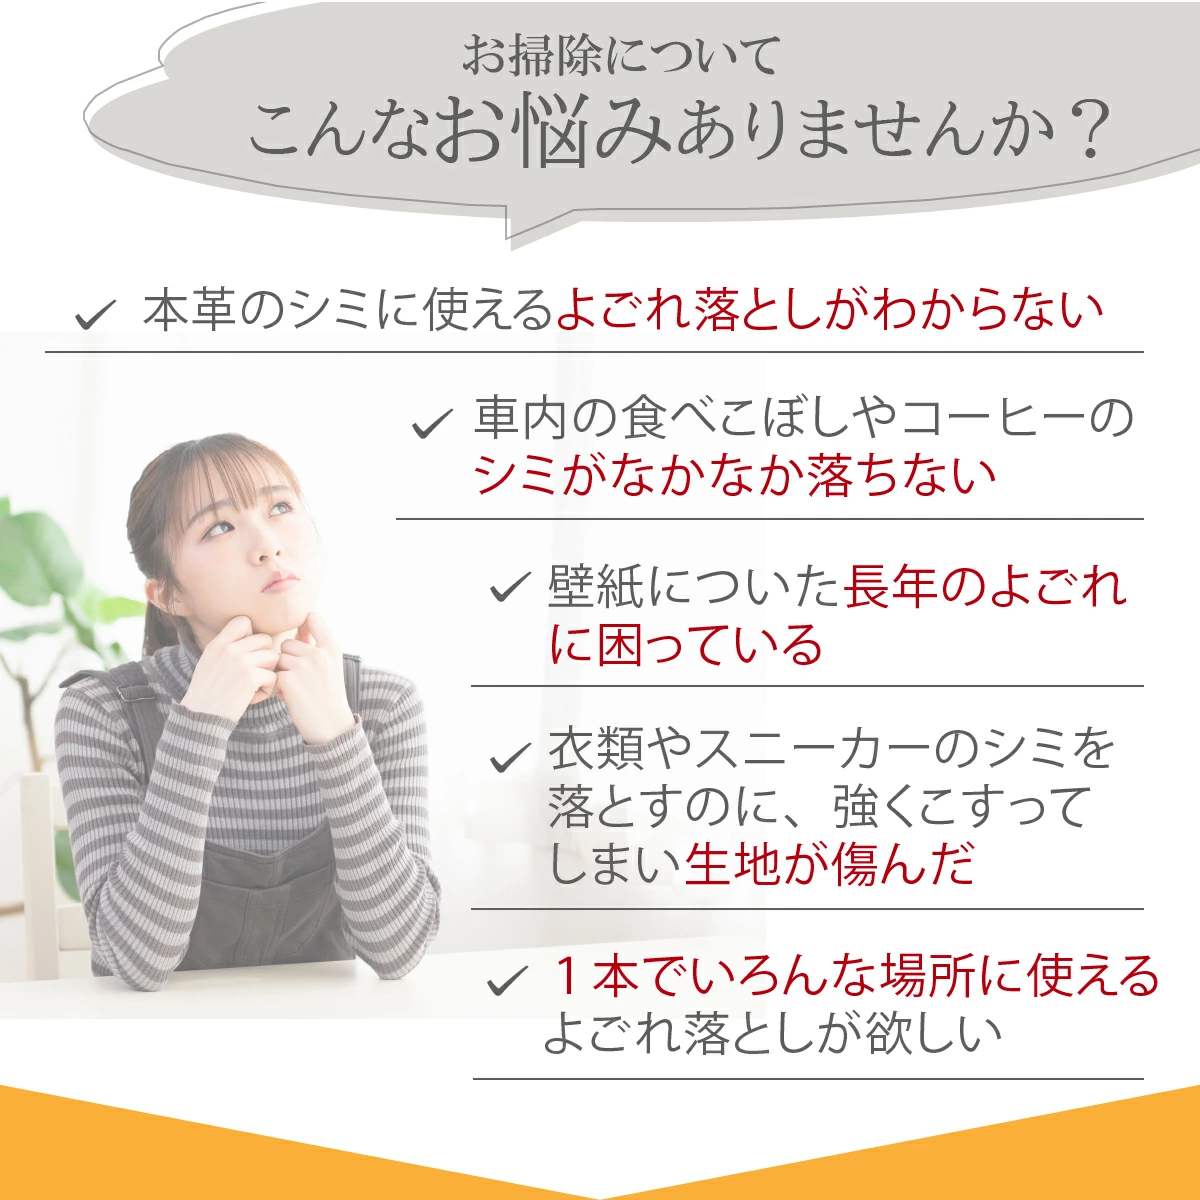 お掃除について
こんなお悩みありませんか？
本革のシミに使えるよごれ落としがわからない
車内の食べこぼしやコーヒーの
シミがなかなか落ちない
壁紙についた長年のよごれ
に困っている
衣類やスニーカーのシミを
落とすのに、強くこすって
しまい生地が傷んだ
１本でいろんな場所に使える
よごれ落としが欲しい